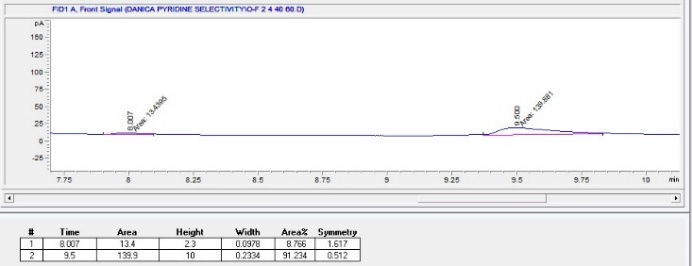 FID1 A, Front Signal (DANICA PYRIDINE SELECTIVITY\O-F 2 4 40 60.D)
pA
150
125
100
75
50
25
0
-25
8.007
Area: 13.4395
9.500
Area: 139.881
7.75 8 8.25 8.5 8.75 9 9.25 9.5 9.75 10 min
# Time Area Height Width Area% Symmetry
1 8.007 13.4 2.3 0.0978 8.766 1.617
2 9.5 139.9 10 0.2334 91.234 0.512